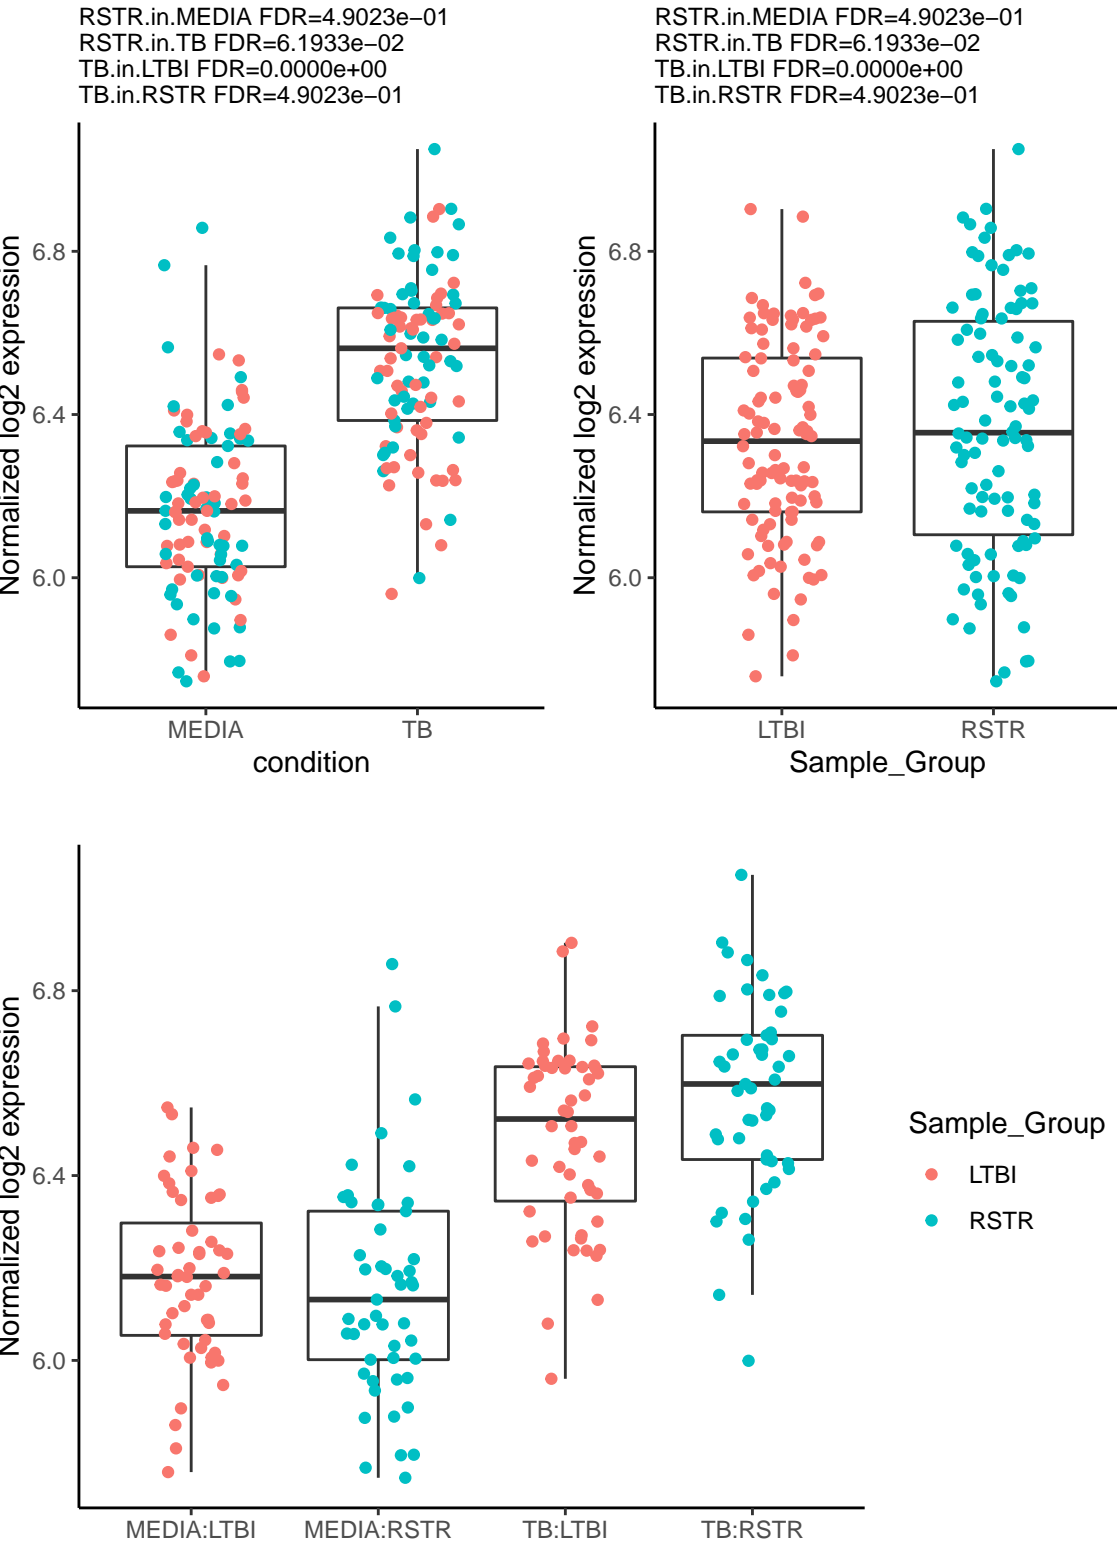 RSTR.in.MEDIA FDR=4.9023e−01
RSTR.in.TB FDR=6.1933e−02
TB.in.LTBI FDR=0.0000e+00
TB.in.RSTR FDR=4.9023e−01
RSTR.in.MEDIA FDR=4.9023e−01
RSTR.in.TB FDR=6.1933e−02
TB.in.LTBI FDR=0.0000e+00
TB.in.RSTR FDR=4.9023e−01
Normalized log2 expression
6.8
6.4
6.0
MEDIA TB
condition
Normalized log2 expression
6.8
6.4
6.0
LTBI RSTR
Sample_Group
Normalized log2 expression
6.8
6.4
6.0
MEDIA:LTBI MEDIA:RSTR TB:LTBI TB:RSTR
Sample_Group
LTBI
RSTR